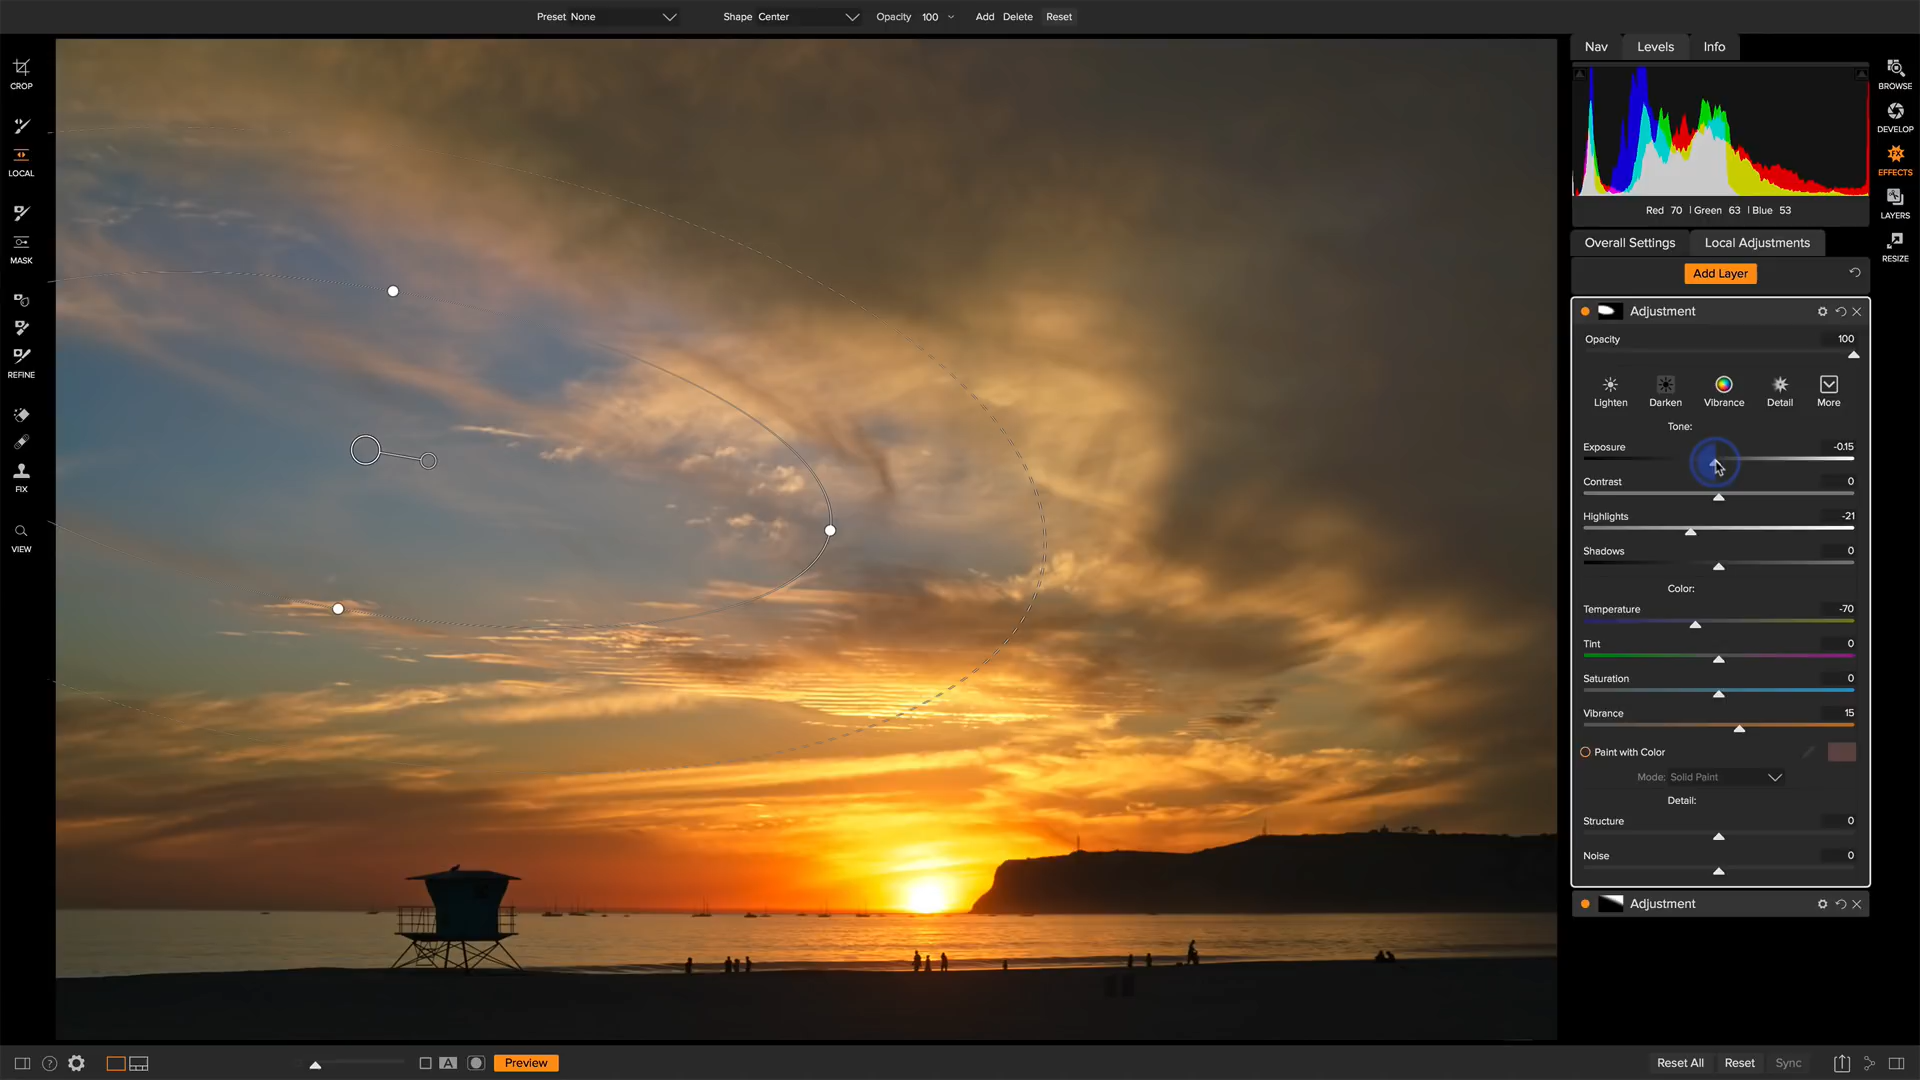 Preset None Shape Center Opacity 100 Add Delete Reset
Nav Levels Info
CROP
BROWSE
DEVELOP
LOCAL
FX
EFFECTS
Red 70 | Green 63 | Blue 53
LAYERS
Overall Settings Local Adjustments
MASK
RESIZE
Add Layer
Adjustment
Opacity 100
REFINE
Lighten Darken Vibrance Detail More
Tone:
Exposure -0.15
Contrast 0
FIX
Highlights -21
VIEW
Shadows 0
Color:
Temperature -70
Tint 0
Saturation 0
Vibrance 15
Paint with Color
Mode: Solid Paint
Detail:
Structure 0
Noise 0
Adjustment
? A Preview Reset All Reset Sync